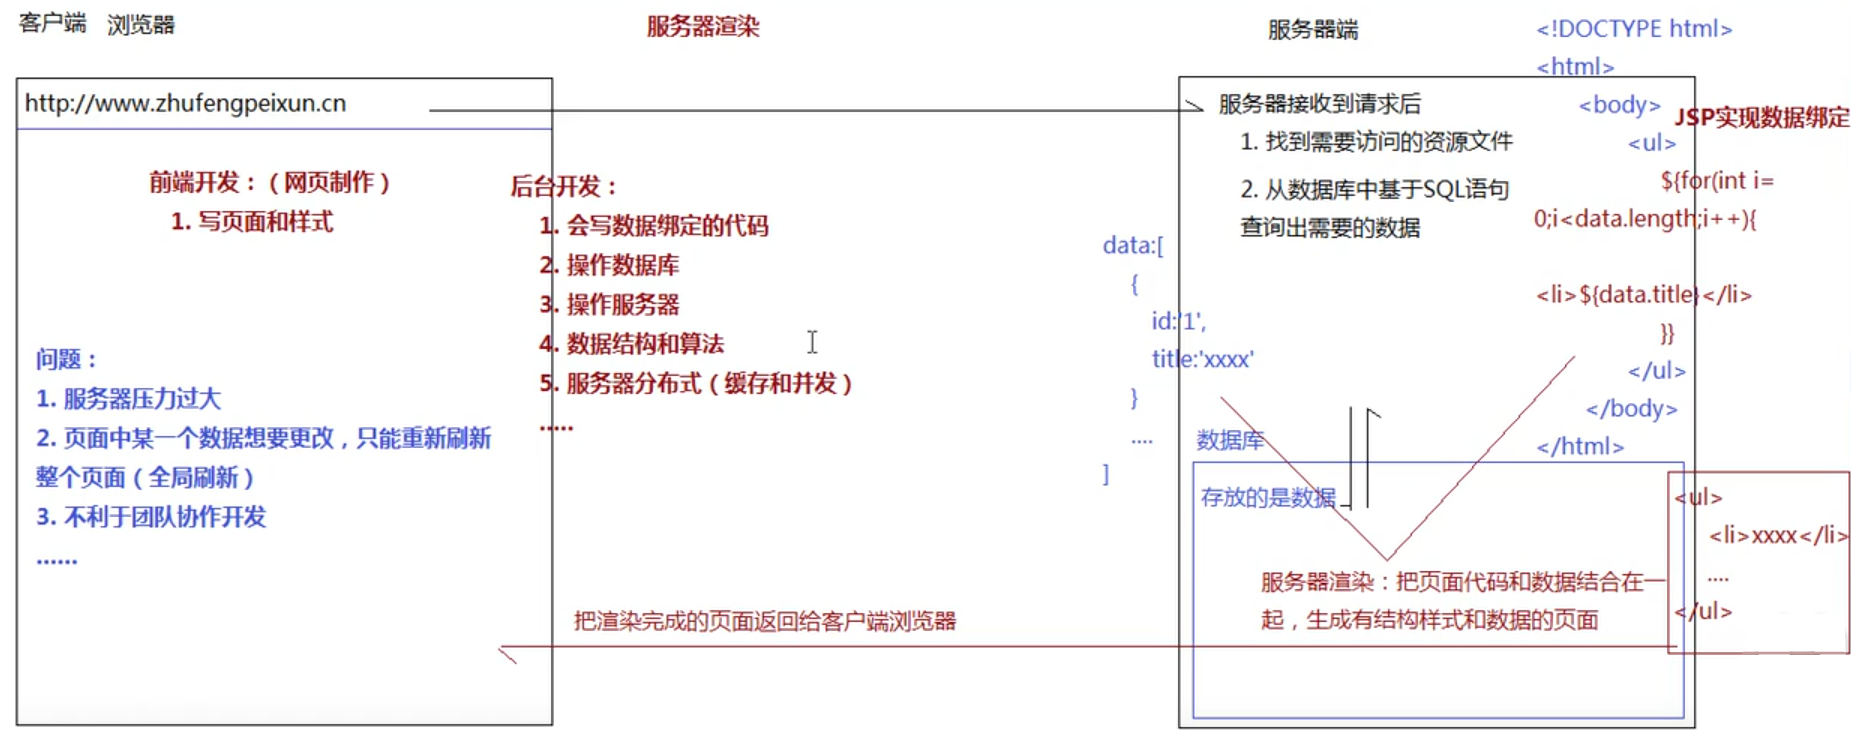 客户端 浏览器
服务器渲染
服务器端
http://www.zhufengpeixun.cn
前端开发：（网页制作）
1. 写页面和样式
问题：
1. 服务器压力过大
2. 页面中某一个数据想要更改，只能重新刷新
整个页面（全局刷新）
3. 不利于团队协作开发
......
后台开发：
1. 会写数据绑定的代码
2. 操作数据库
3. 操作服务器
4. 数据结构和算法
5. 服务器分布式（缓存和并发）
.....
把渲染完成的页面返回给客户端浏览器
data:[
{
id:'1',
title:'xxxx'
}
....
]
服务器接收到请求后
1. 找到需要访问的资源文件
2. 从数据库中基于SQL语句
查询出需要的数据
数据库
存放的是数据
服务器渲染：把页面代码和数据结合在一
起，生成有结构样式和数据的页面
<!DOCTYPE html>
<html>
<body>
JSP实现数据绑定
<ul>
${for(int i=
0;i<data.length;i++){
<li>${data.title}</li>
}}
</ul>
</body>
</html>
<ul>
<li>xxxx</li>
....
</ul>